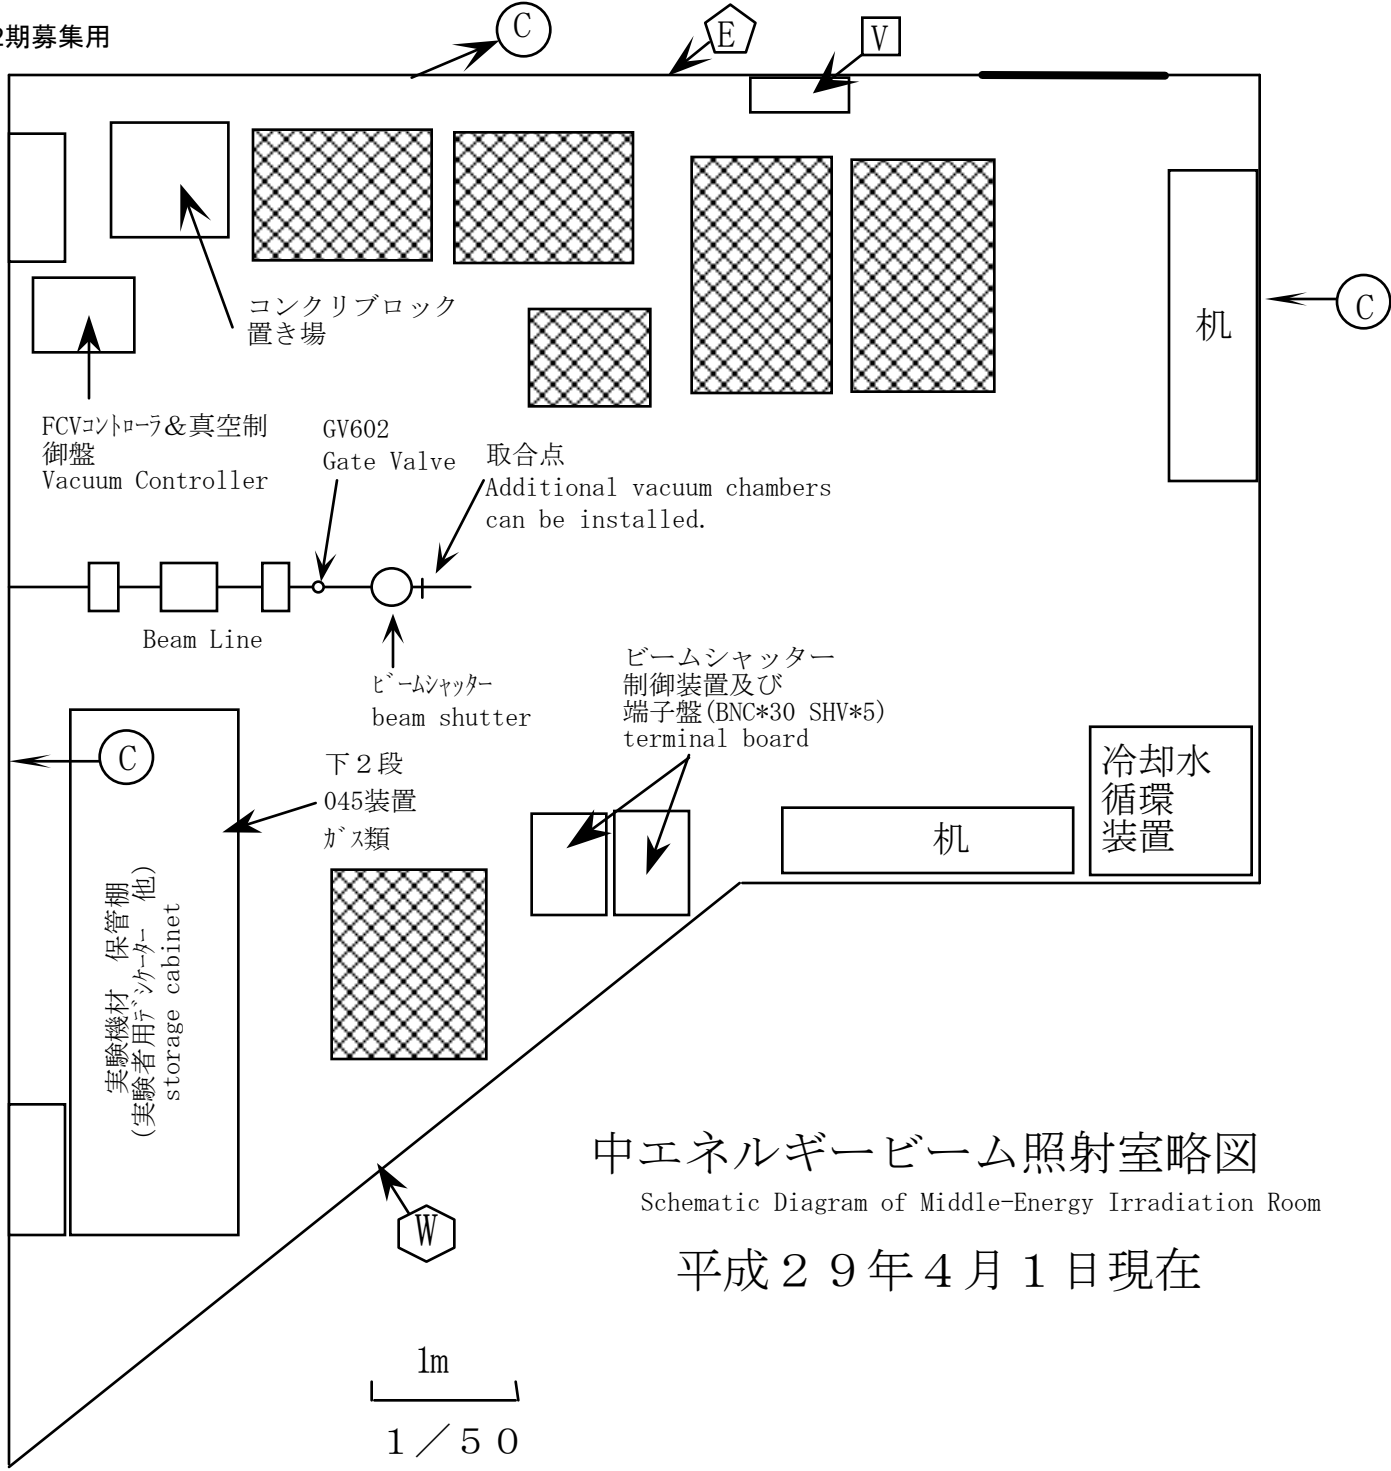 2期募集用
C
E
V
コンクリブロック
置き場
机
C
FCVｺﾝﾄﾛｰﾗ＆真空制
御盤
Vacuum Controller
GV602
Gate Valve
取合点
Additional vacuum chambers
can be installed.
Beam Line
ﾋﾞｰﾑｼｬｯﾀｰ
beam shutter
ビームシャッター
制御装置及び
端子盤(BNC*30 SHV*5)
terminal board
C
下２段
045装置
ｶﾞｽ類
冷却水
循環
装置
机
実験機材　保管棚
(実験者用ﾃﾞｼｹｰﾀｰ　他)
storage cabinet
中エネルギービーム照射室略図
Schematic Diagram of Middle-Energy Irradiation Room
W
平成２９年４月１日現在
1m
１／５０